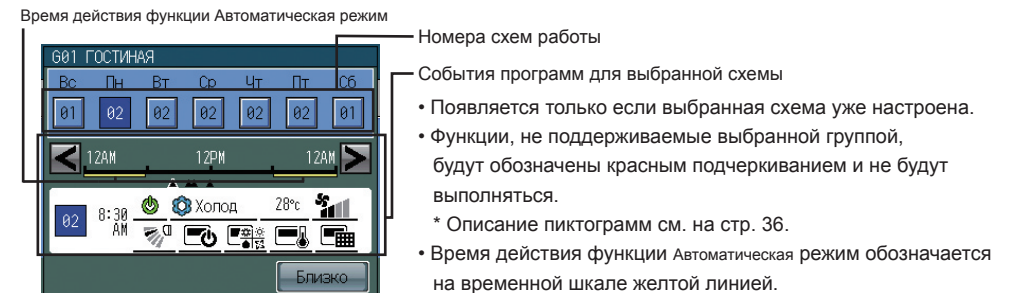 Время действия функции Автоматическая режим
G01 ГОСТИНАЯ
Вс Пн Вт Ср Чт Пт Сб
01 02 02 02 02 02 01
12AM 12PM 12AM
02 8:30 AM Холод 28°c
Близко
Номера схем работы
События программ для выбранной схемы
• Появляется только если выбранная схема уже настроена.
• Функции, не поддерживаемые выбранной группой,
будут обозначены красным подчеркиванием и не будут
выполняться.
* Описание пиктограмм см. на стр. 36.
• Время действия функции Автоматическая режим обозначается
на временной шкале желтой линией.